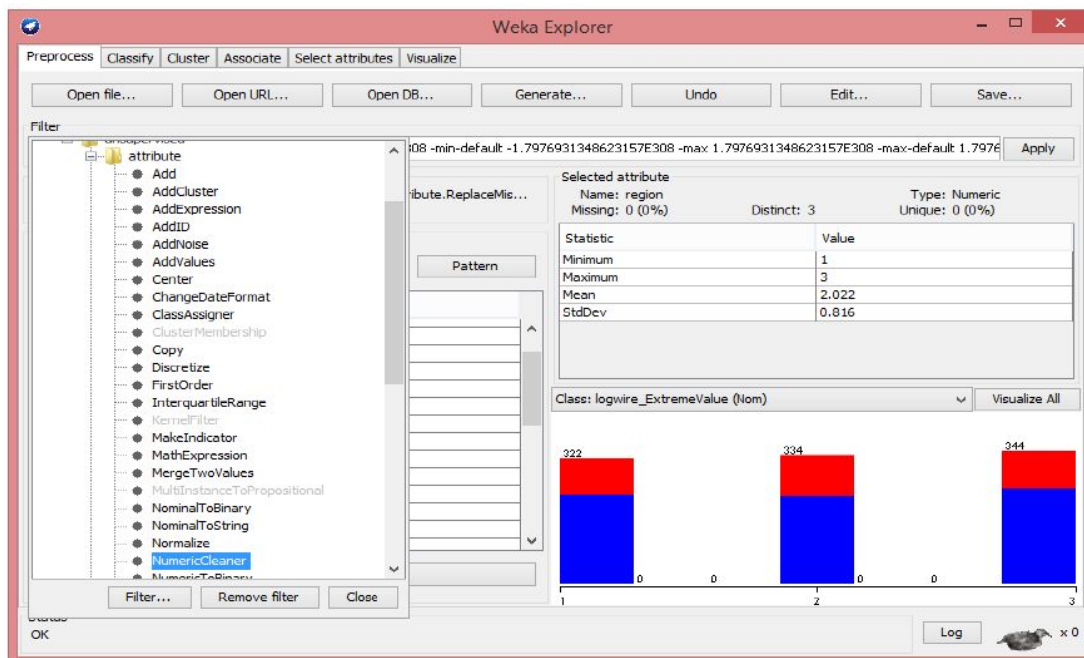 Weka Explorer
Preprocess Classify Cluster Associate Select attributes Visualize
Open file... Open URL... Open DB... Generate... Undo Edit... Save...
Filter
unsupervised
attribute
Add
AddCluster
AddExpression
AddID
AddNoise
AddValues
Center
ChangeDateFormat
ClassAssigner
ClusterMembership
Copy
Discretize
FirstOrder
InterquartileRange
KernelFilter
MakeIndicator
MathExpression
MergeTwoValues
MultiInstanceToPropositional
NominalToBinary
NominalToString
Normalize
NumericCleaner
NumericToBinary
Filter... Remove filter Close
308 -min-default -1.7976931348623157E308 -max 1.7976931348623157E308 -max-default 1.7976 Apply
ribute.ReplaceMis...
Pattern
Selected attribute
Name: region Type: Numeric
Missing: 0 (0%) Distinct: 3 Unique: 0 (0%)
Statistic Value
Minimum 1
Maximum 3
Mean 2.022
StdDev 0.816
Class: logwire_ExtremeValue (Nom) Visualize All
322 334 344
0 0 0 0
1 2 3
Status
OK
Log x 0